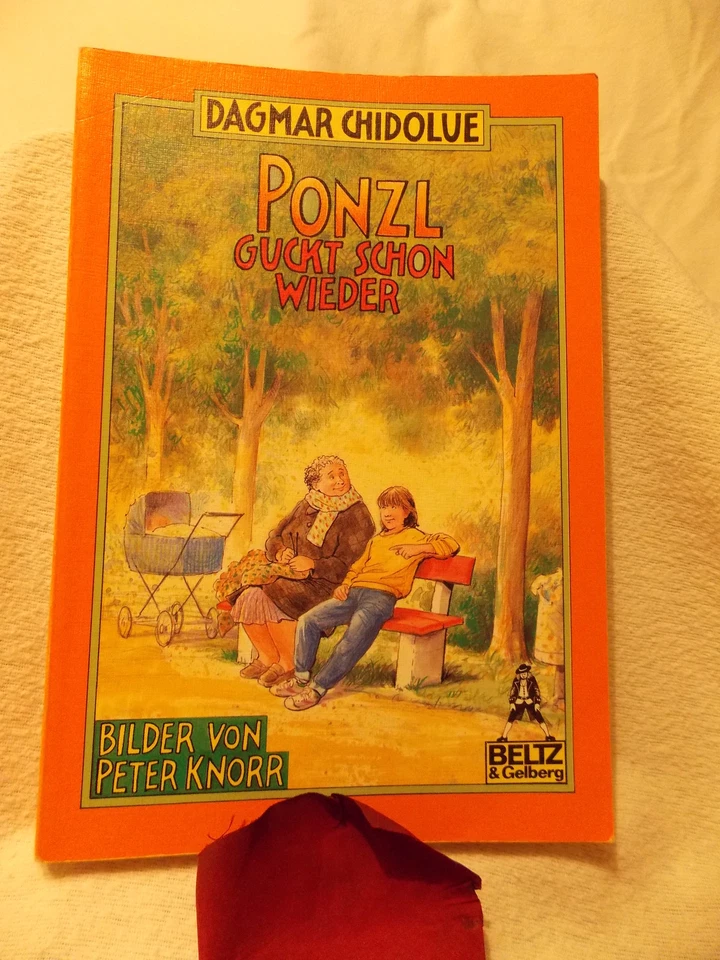 DAGMAR CHIDOLUE
PONZL
GUCKT SCHON
WIEDER
BILDER VON
PETER KNORR
BELTZ
& Gelberg